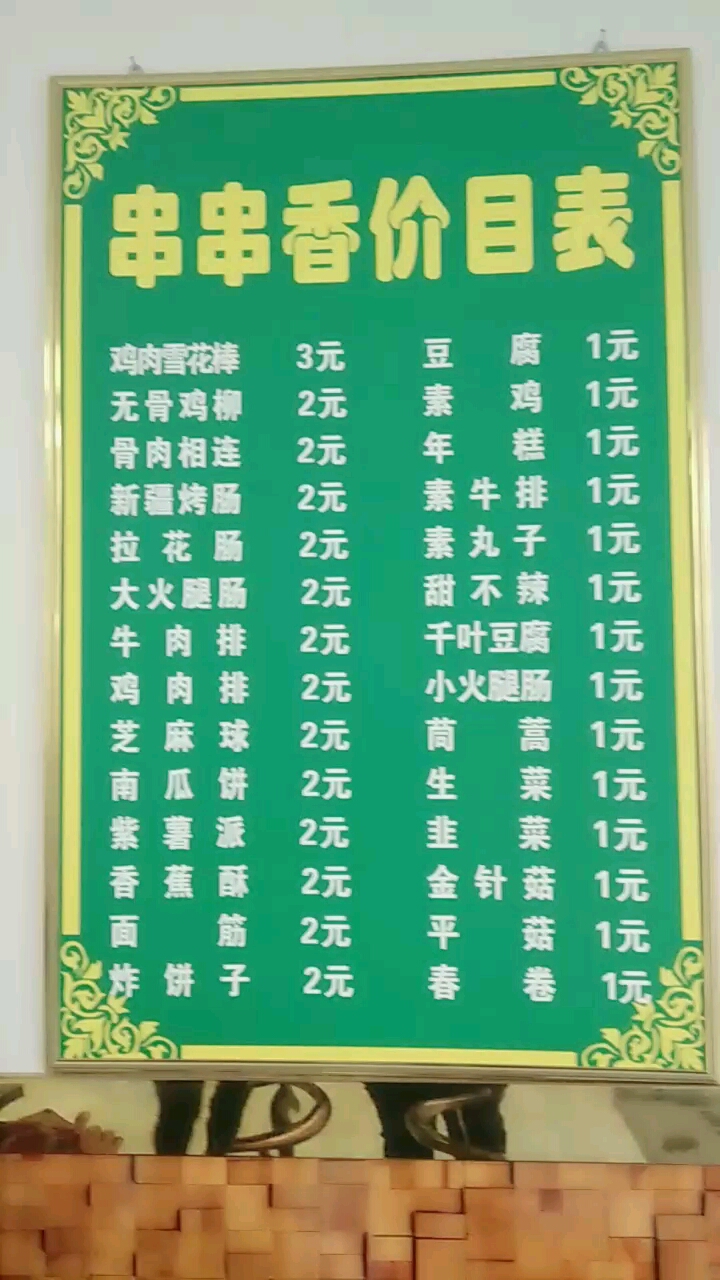 串串香价目表
鸡肉雪花棒 3元 豆腐 1元
无骨鸡柳 2元 素鸡 1元
骨肉相连 2元 年糕 1元
新疆烤肠 2元 素牛排 1元
拉花肠 2元 素丸子 1元
大火腿肠 2元 甜不辣 1元
牛肉排 2元 千叶豆腐 1元
鸡肉排 2元 小火腿肠 1元
芝麻球 2元 茼蒿 1元
南瓜饼 2元 生菜 1元
紫薯派 2元 韭菜 1元
香蕉酥 2元 金针菇 1元
面筋 2元 平菇 1元
炸饼子 2元 春卷 1元